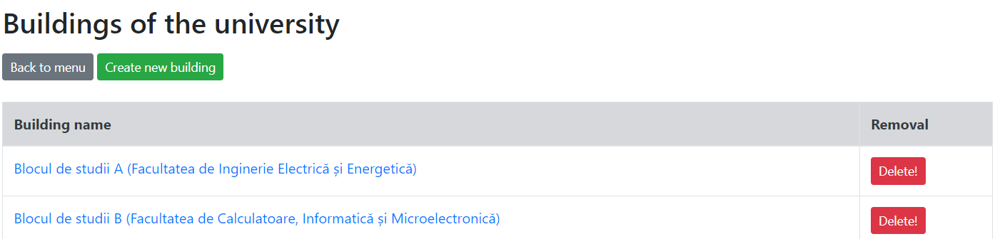 Buildings of the university
Back to menu Create new building
Building name Removal
Blocul de studii A (Facultatea de Inginerie Electrică și Energetică) Delete!
Blocul de studii B (Facultatea de Calculatoare, Informatică și Microelectronică) Delete!